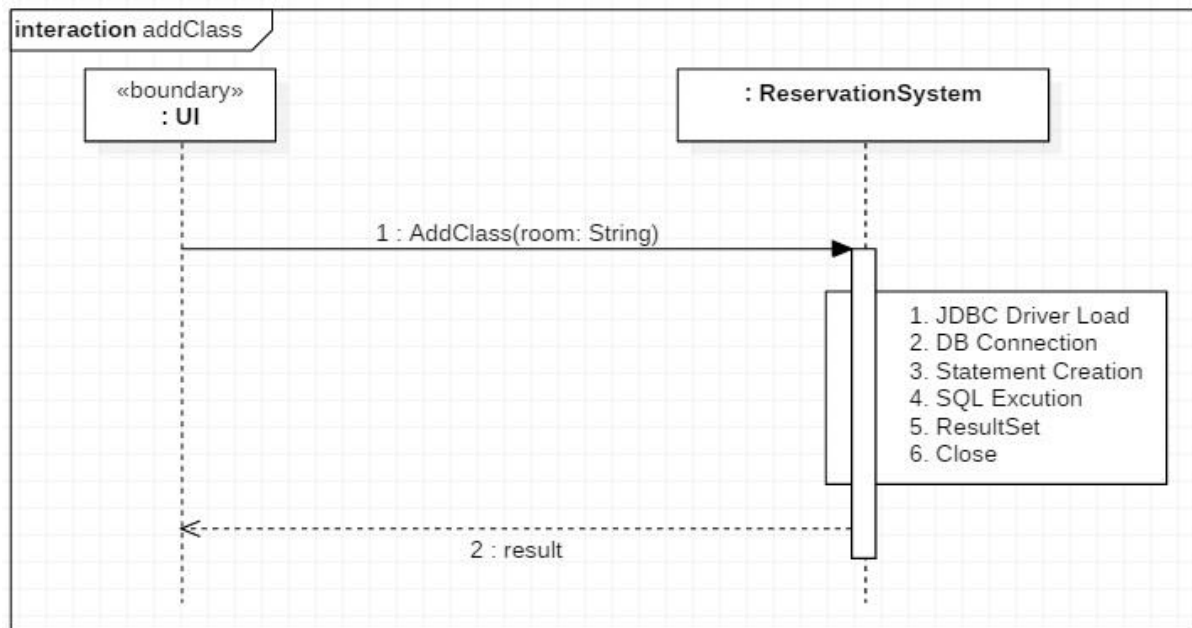 interaction addClass
«boundary»
: UI
: ReservationSystem
1 : AddClass(room: String)
1. JDBC Driver Load
2. DB Connection
3. Statement Creation
4. SQL Excution
5. ResultSet
6. Close
2 : result